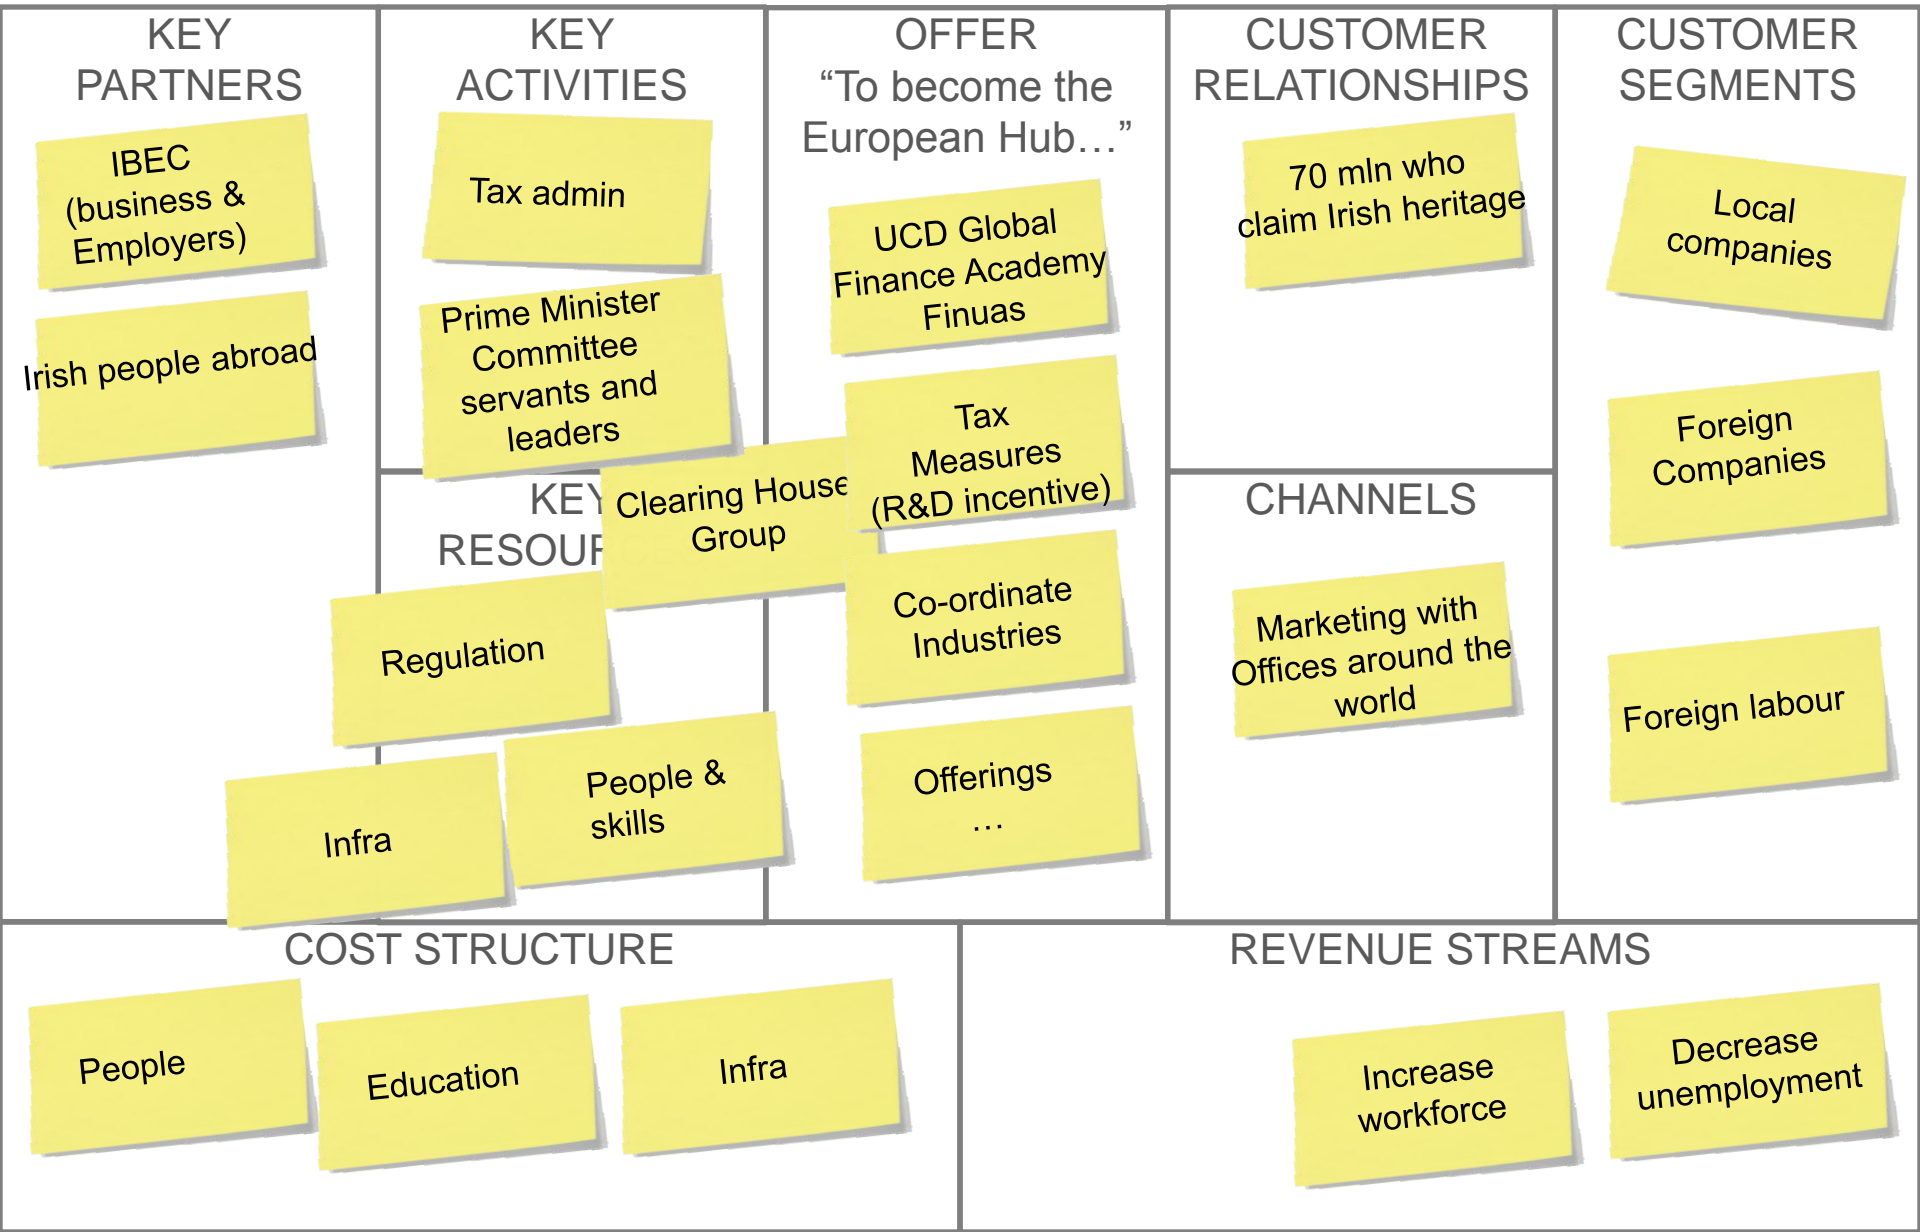 KEY
PARTNERS
IBEC
(business &
Employers)
Irish people abroad
KEY
ACTIVITIES
Tax admin
Prime Minister
Committee
servants and
leaders
KEY
RESOUR
Clearing House
Group
Regulation
Infra
People &
skills
OFFER
“To become the
European Hub…”
UCD Global
Finance Academy
Finuas
Tax
Measures
(R&D incentive)
Co-ordinate
Industries
Offerings
…
CUSTOMER
RELATIONSHIPS
70 mln who
claim Irish heritage
CHANNELS
Marketing with
Offices around the
world
CUSTOMER
SEGMENTS
Local
companies
Foreign
Companies
Foreign labour
COST STRUCTURE
People
Education
Infra
REVENUE STREAMS
Increase
workforce
Decrease
unemployment